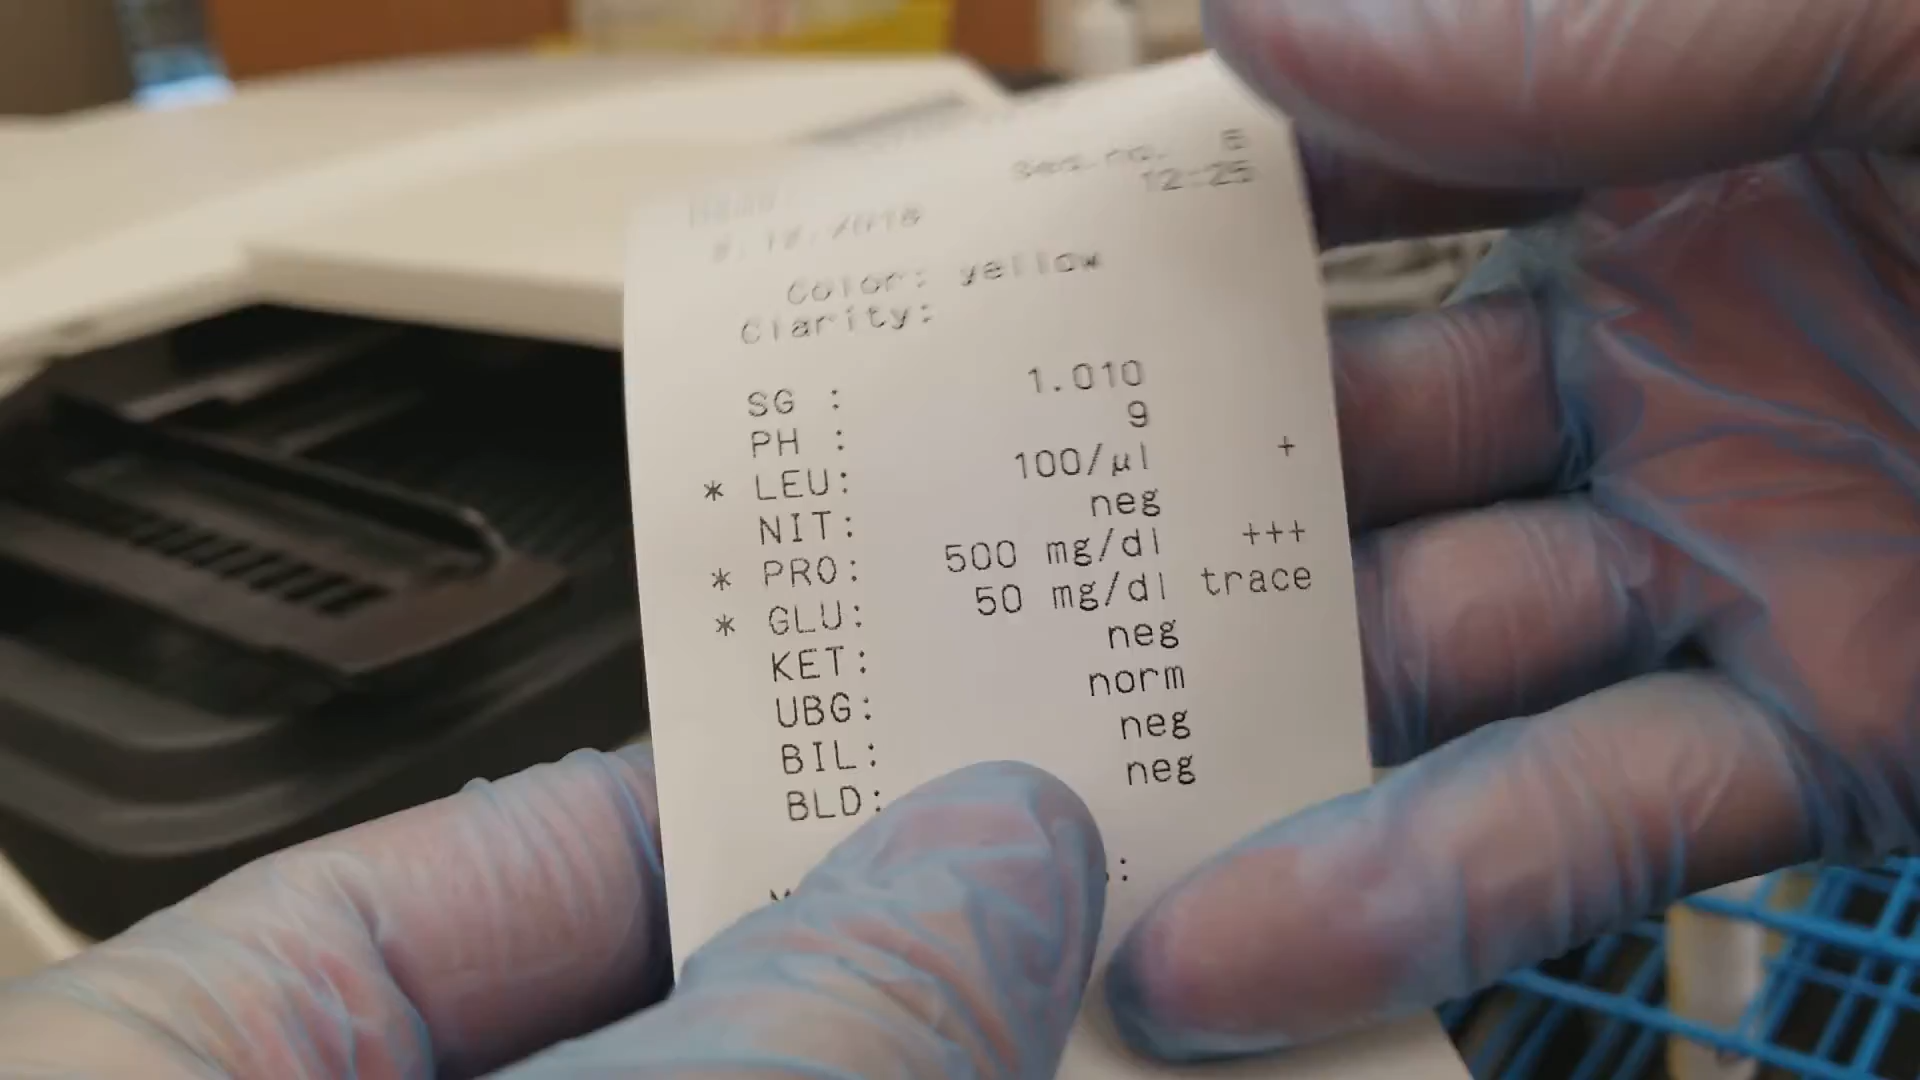 Seq.no. 6
12:25
Color: yellow
Clarity:
SG : 1.010
PH : 9
* LEU: 100/µl +
NIT: neg
* PRO: 500 mg/dl +++
* GLU: 50 mg/dl trace
KET: neg
UBG: norm
BIL: neg
BLD: neg